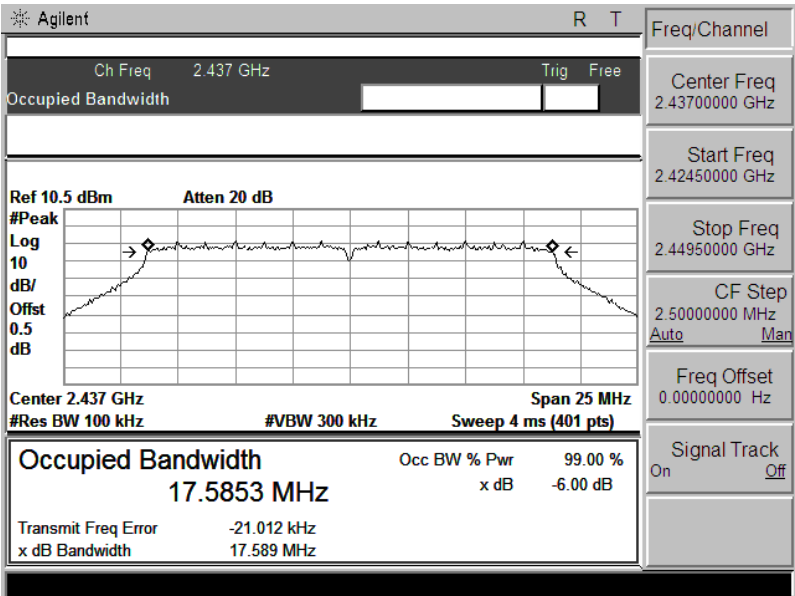 Agilent R T
Ch Freq 2.437 GHz Trig Free
Occupied Bandwidth
Ref 10.5 dBm Atten 20 dB
#Peak
Log
10
dB/
Offst
0.5
dB
Center 2.437 GHz Span 25 MHz
#Res BW 100 kHz #VBW 300 kHz Sweep 4 ms (401 pts)
Occupied Bandwidth Occ BW % Pwr 99.00 %
17.5853 MHz x dB -6.00 dB
Transmit Freq Error -21.012 kHz
x dB Bandwidth 17.589 MHz
Freq/Channel
Center Freq
2.43700000 GHz
Start Freq
2.42450000 GHz
Stop Freq
2.44950000 GHz
CF Step
2.50000000 MHz
Auto Man
Freq Offset
0.00000000 Hz
Signal Track
On Off